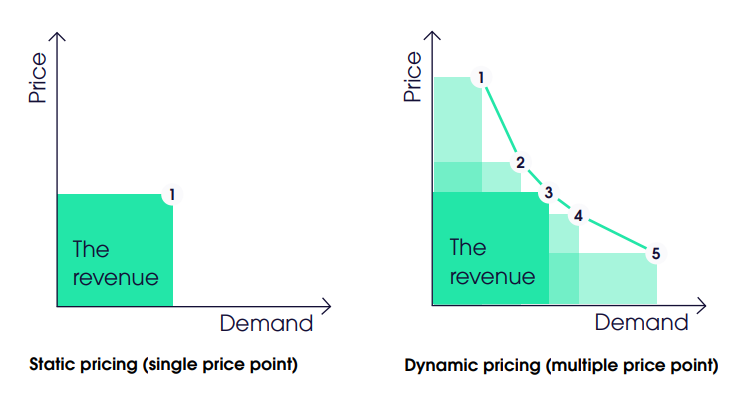 Price
1
The
revenue
Demand
Static pricing (single price point)
Price
1
2
3
4
5
The
revenue
Demand
Dynamic pricing (multiple price point)